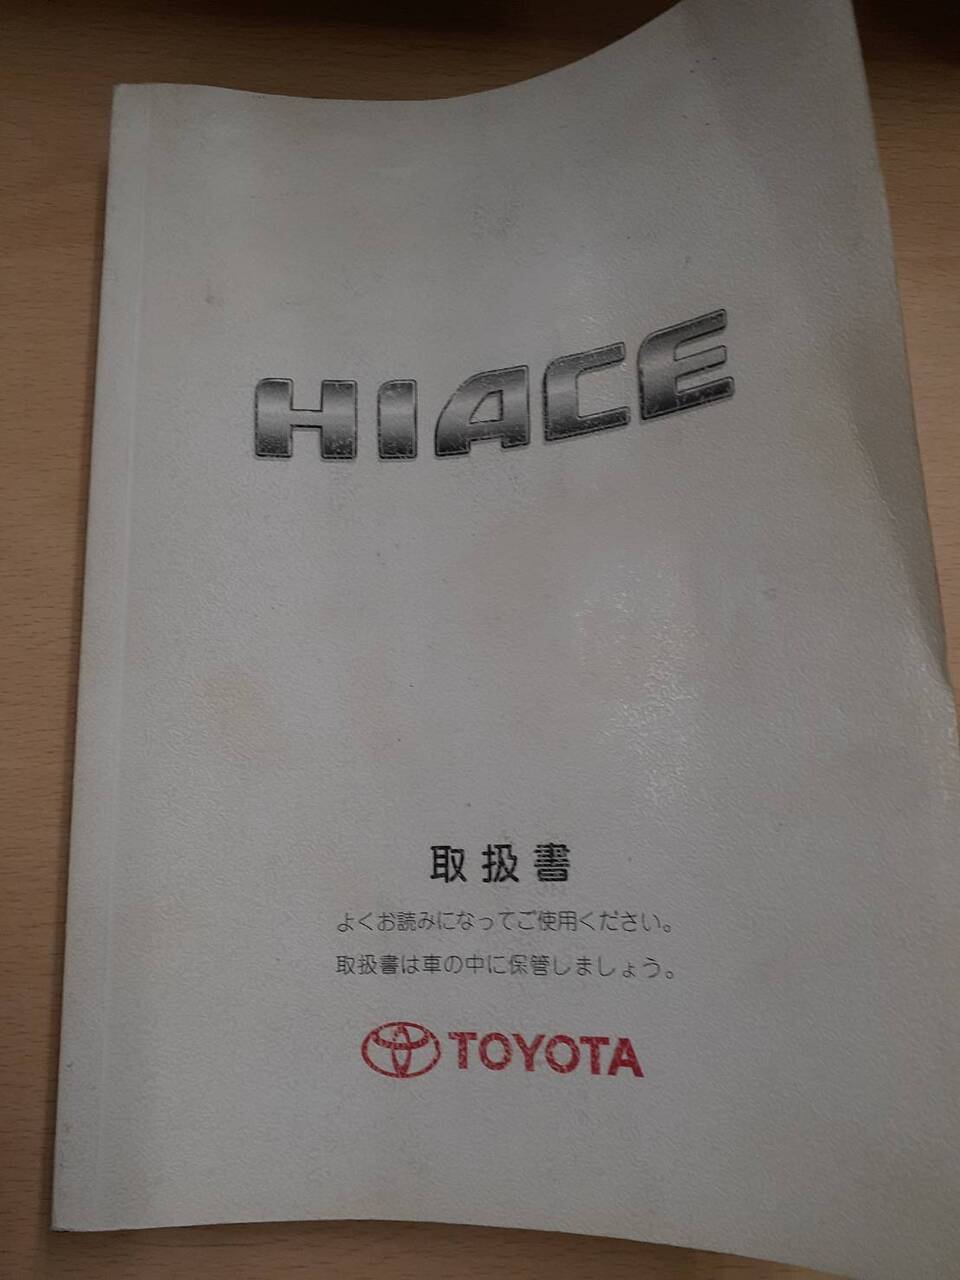 HIACE
取扱書
よくお読みになってご使用ください。
取扱書は車の中に保管しましょう。
TOYOTA